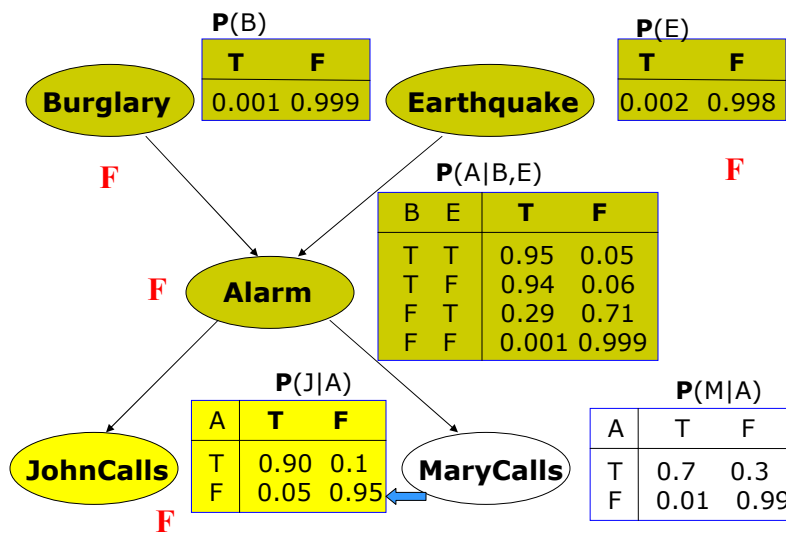 P(B)
T F
0.001 0.999
Burglary
P(E)
T F
0.002 0.998
Earthquake
F
F
P(A|B,E)
B E T F
T T 0.95 0.05
T F 0.94 0.06
F T 0.29 0.71
F F 0.001 0.999
F
Alarm
P(J|A)
A T F
T 0.90 0.1
F 0.05 0.95
JohnCalls
F
MaryCalls
P(M|A)
A T F
T 0.7 0.3
F 0.01 0.99